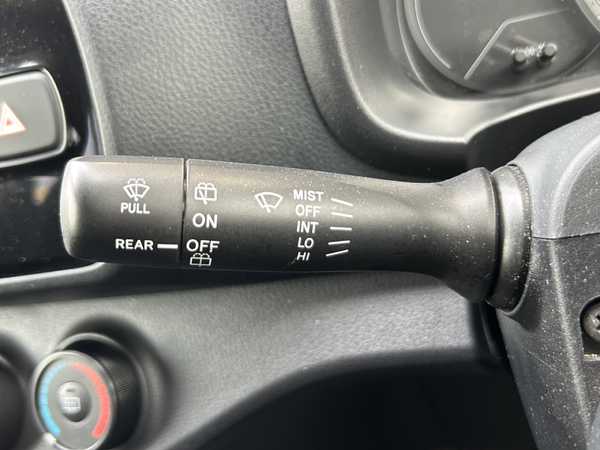 PULL
REAR
ON
OFF
MIST
OFF
INT
LO
HI